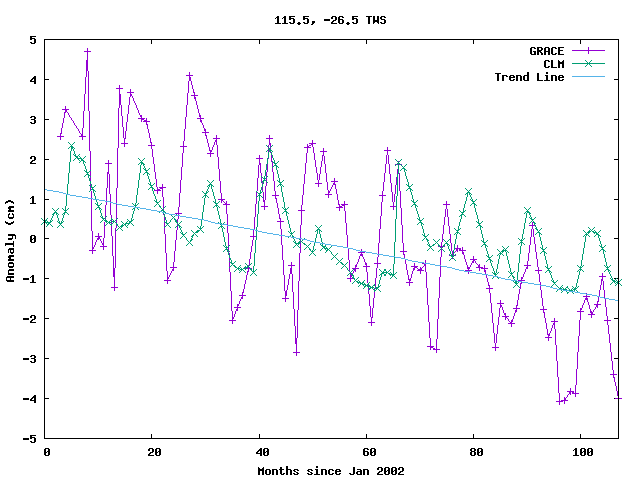 115.5, -26.5 TWS
GRACE
CLM
Trend Line
5
4
3
2
1
0
-1
-2
-3
-4
-5
Anomaly (cm)
0 20 40 60 80 100
Months since Jan 2002